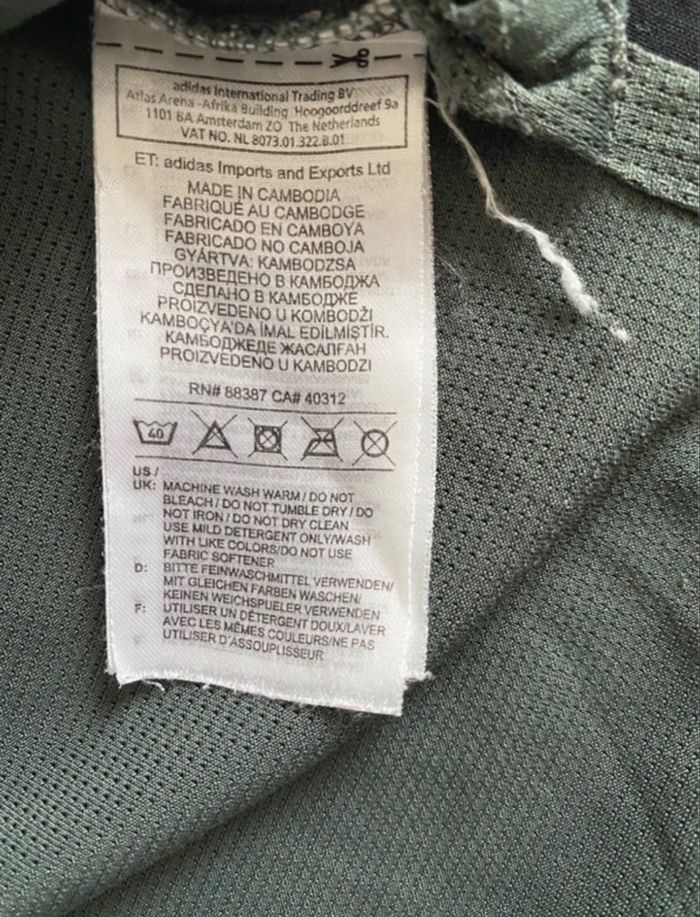 adidas International Trading BV
Atlas Arena-Afrika Building Hoogoorddreef 9a
1101 BA Amsterdam ZO The Netherlands
VAT NO. NL 8073.01.322.B.01
ET: adidas Imports and Exports Ltd
MADE IN CAMBODIA
FABRIQUÉ AU CAMBODGE
FABRICADO EN CAMBOYA
FABRICADO NO CAMBOJA
GYÁRTVA: KAMBODZSA
ПРОИЗВЕДЕНО В КАМБОДЖА
СДЕЛАНО В КАМБОДЖЕ
PROIZVEDENO U KOMBODŽI
KAMBOÇYA'DA İMAL EDİLMİŞTİR.
КАМБОДЖЕДЕ ЖАСАЛҒАН
PROIZVEDENO U KAMBODZI
RN# 88387 CA# 40312
40
US /
UK: MACHINE WASH WARM / DO NOT
BLEACH / DO NOT TUMBLE DRY / DO
NOT IRON / DO NOT DRY CLEAN
USE MILD DETERGENT ONLY/WASH
WITH LIKE COLORS/DO NOT USE
FABRIC SOFTENER
D: BITTE FEINWASCHMITTEL VERWENDEN/
MIT GLEICHEN FARBEN WASCHEN/
KEINEN WEICHSPUELER VERWENDEN
F: UTILISER UN DÉTERGENT DOUX/LAVER
AVEC LES MÊMES COULEURS/NE PAS
UTILISER D'ASSOUPLISSEUR